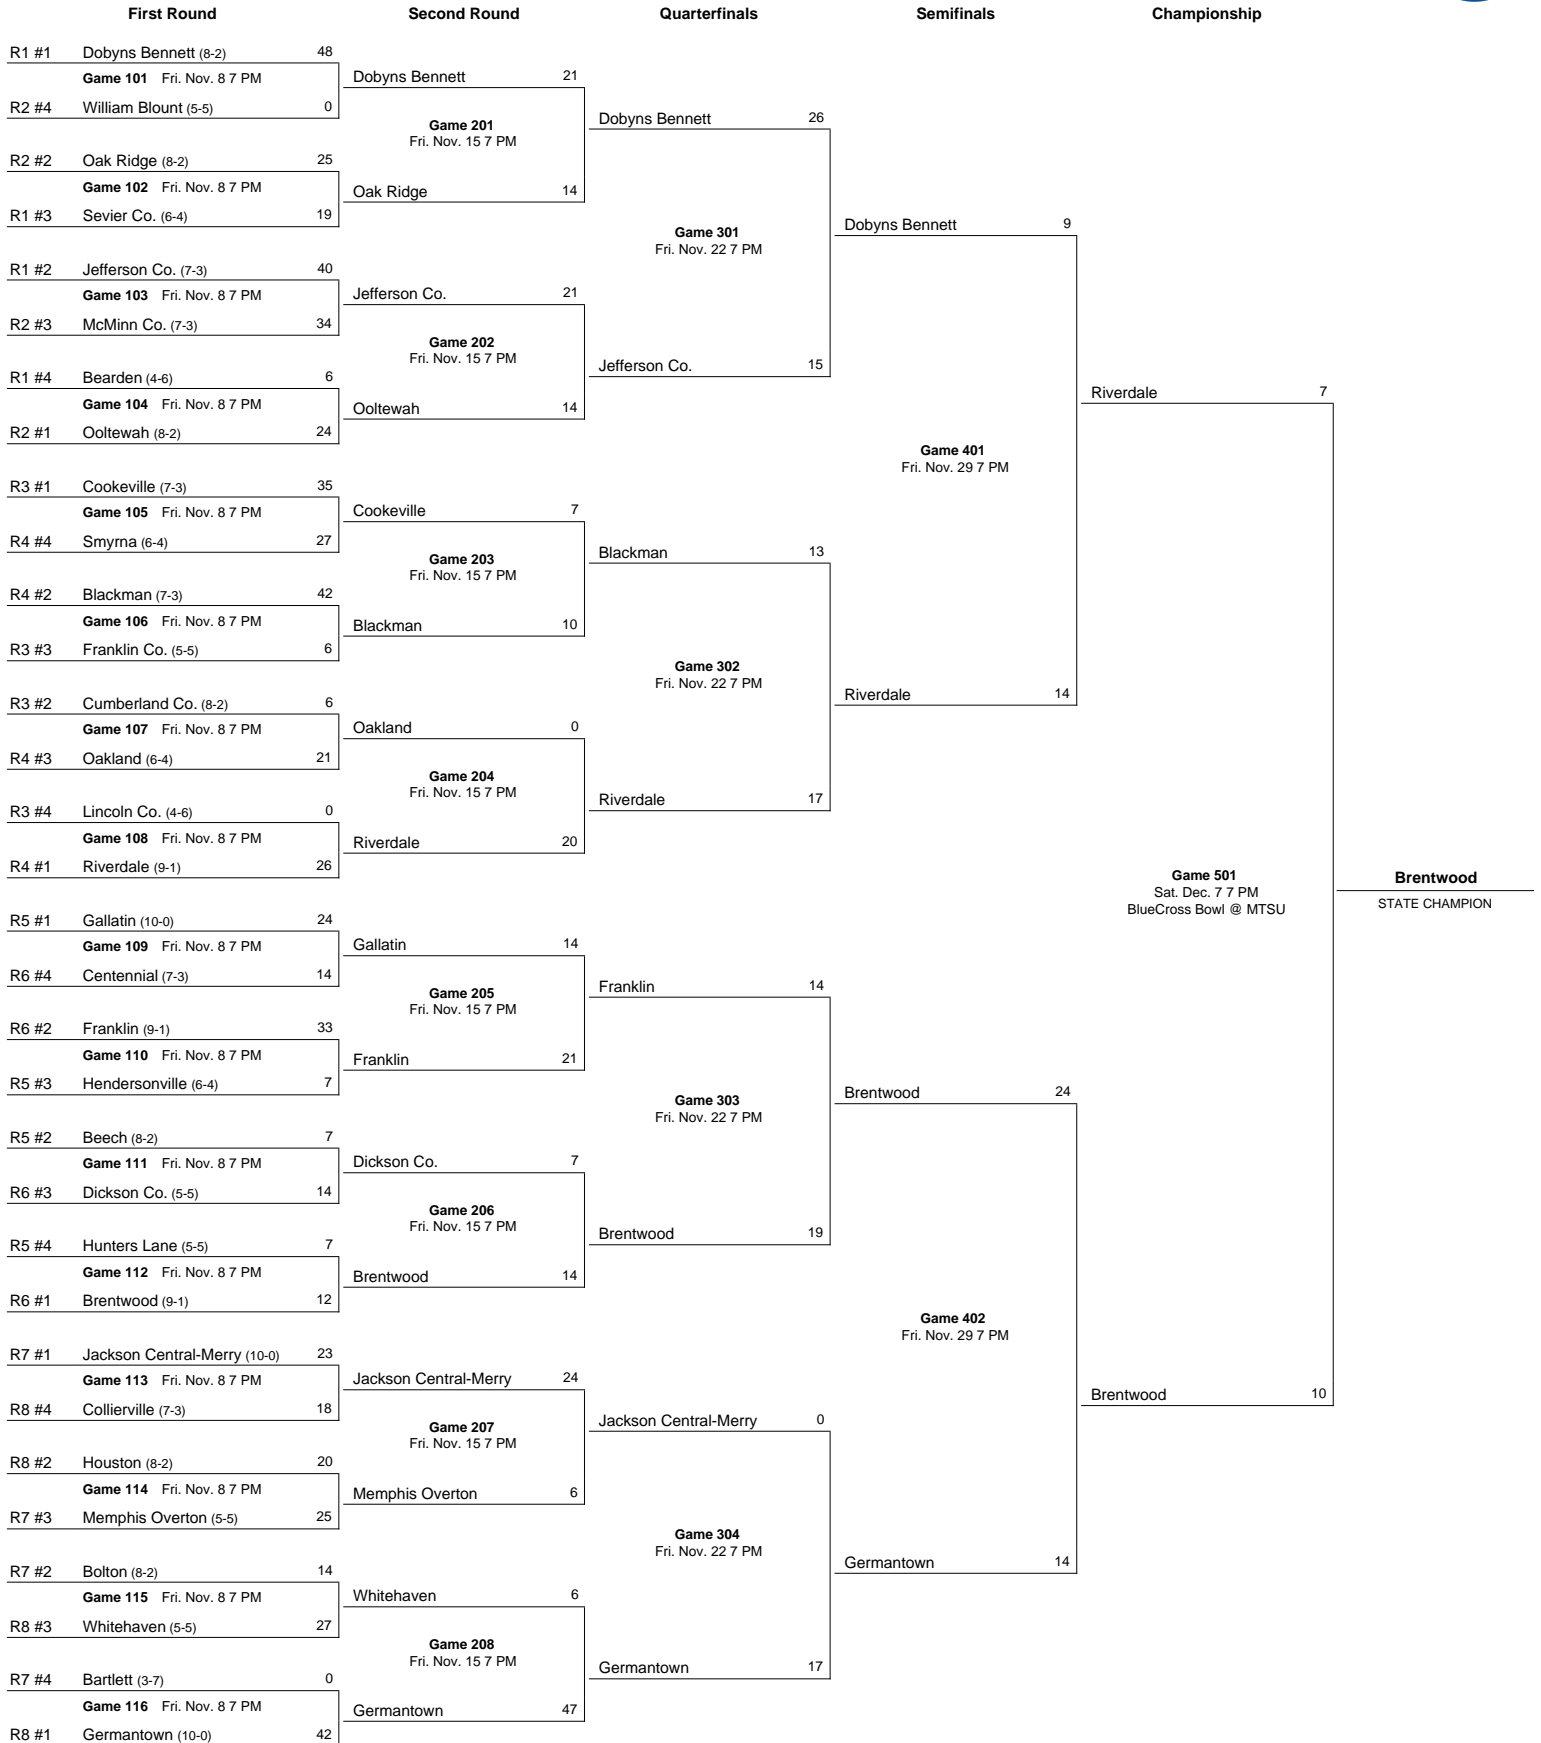 First Round Second Round Quarterfinals Semifinals Championship
R1 #1 Dobyns Bennett (8-2) 48
Game 101 Fri. Nov. 8 7 PM
R2 #4 William Blount (5-5) 0
R2 #2 Oak Ridge (8-2) 25
Game 102 Fri. Nov. 8 7 PM
R1 #3 Sevier Co. (6-4) 19
R1 #2 Jefferson Co. (7-3) 40
Game 103 Fri. Nov. 8 7 PM
R2 #3 McMinn Co. (7-3) 34
R1 #4 Bearden (4-6) 6
Game 104 Fri. Nov. 8 7 PM
R2 #1 Ooltewah (8-2) 24
R3 #1 Cookeville (7-3) 35
Game 105 Fri. Nov. 8 7 PM
R4 #4 Smyrna (6-4) 27
R4 #2 Blackman (7-3) 42
Game 106 Fri. Nov. 8 7 PM
R3 #3 Franklin Co. (5-5) 6
R3 #2 Cumberland Co. (8-2) 6
Game 107 Fri. Nov. 8 7 PM
R4 #3 Oakland (6-4) 21
R3 #4 Lincoln Co. (4-6) 0
Game 108 Fri. Nov. 8 7 PM
R4 #1 Riverdale (9-1) 26
R5 #1 Gallatin (10-0) 24
Game 109 Fri. Nov. 8 7 PM
R6 #4 Centennial (7-3) 14
R6 #2 Franklin (9-1) 33
Game 110 Fri. Nov. 8 7 PM
R5 #3 Hendersonville (6-4) 7
R5 #2 Beech (8-2) 7
Game 111 Fri. Nov. 8 7 PM
R6 #3 Dickson Co. (5-5) 14
R5 #4 Hunters Lane (5-5) 7
Game 112 Fri. Nov. 8 7 PM
R6 #1 Brentwood (9-1) 12
R7 #1 Jackson Central-Merry (10-0) 23
Game 113 Fri. Nov. 8 7 PM
R8 #4 Collierville (7-3) 18
R8 #2 Houston (8-2) 20
Game 114 Fri. Nov. 8 7 PM
R7 #3 Memphis Overton (5-5) 25
R7 #2 Bolton (8-2) 14
Game 115 Fri. Nov. 8 7 PM
R8 #3 Whitehaven (5-5) 27
R7 #4 Bartlett (3-7) 0
Game 116 Fri. Nov. 8 7 PM
R8 #1 Germantown (10-0) 42
Dobyns Bennett 21
Game 201
Fri. Nov. 15 7 PM
Oak Ridge 14
Jefferson Co. 21
Game 202
Fri. Nov. 15 7 PM
Ooltewah 14
Cookeville 7
Game 203
Fri. Nov. 15 7 PM
Blackman 10
Oakland 0
Game 204
Fri. Nov. 15 7 PM
Riverdale 20
Gallatin 14
Game 205
Fri. Nov. 15 7 PM
Franklin 21
Dickson Co. 7
Game 206
Fri. Nov. 15 7 PM
Brentwood 14
Jackson Central-Merry 24
Game 207
Fri. Nov. 15 7 PM
Memphis Overton 6
Whitehaven 6
Game 208
Fri. Nov. 15 7 PM
Germantown 47
Dobyns Bennett 26
Game 301
Fri. Nov. 22 7 PM
Jefferson Co. 15
Blackman 13
Game 302
Fri. Nov. 22 7 PM
Riverdale 17
Franklin 14
Game 303
Fri. Nov. 22 7 PM
Brentwood 19
Jackson Central-Merry 0
Game 304
Fri. Nov. 22 7 PM
Germantown 17
Dobyns Bennett 9
Game 401
Fri. Nov. 29 7 PM
Riverdale 14
Brentwood 24
Game 402
Fri. Nov. 29 7 PM
Germantown 14
Riverdale 7
Game 501
Sat. Dec. 7 7 PM
BlueCross Bowl @ MTSU
Brentwood 10
Brentwood
STATE CHAMPION